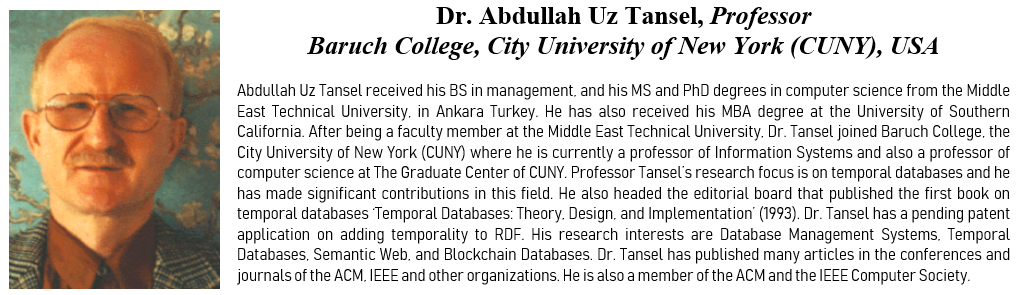 Dr. Abdullah Uz Tansel, Professor
Baruch College, City University of New York (CUNY), USA
Abdullah Uz Tansel received his BS in management, and his MS and PhD degrees in computer science from the Middle
East Technical University, in Ankara Turkey. He has also received his MBA degree at the University of Southern
California. After being a faculty member at the Middle East Technical University, Dr. Tansel joined Baruch College, the
City University of New York (CUNY) where he is currently a professor of Information Systems and also a professor of
computer science at The Graduate Center of CUNY. Professor Tansel's research focus is on temporal databases and he
has made significant contributions in this field. He also headed the editorial board that published the first book on
temporal databases 'Temporal Databases: Theory, Design, and Implementation' (1993). Dr. Tansel has a pending patent
application on adding temporality to RDF. His research interests are Database Management Systems, Temporal
Databases, Semantic Web, and Blockchain Databases. Dr. Tansel has published many articles in the conferences and
journals of the ACM, IEEE and other organizations. He is also a member of the ACM and the IEEE Computer Society.